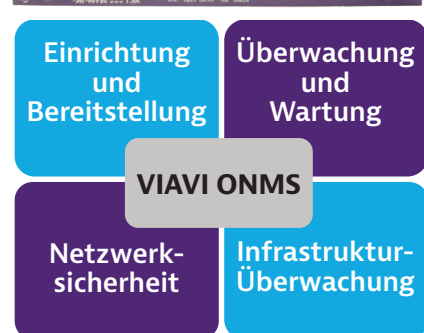 Einrichtung
und
Bereitstellung
Überwachung
und
Wartung
VIAVI ONMS
Netzwerk-
sicherheit
Infrastruktur-
Überwachung